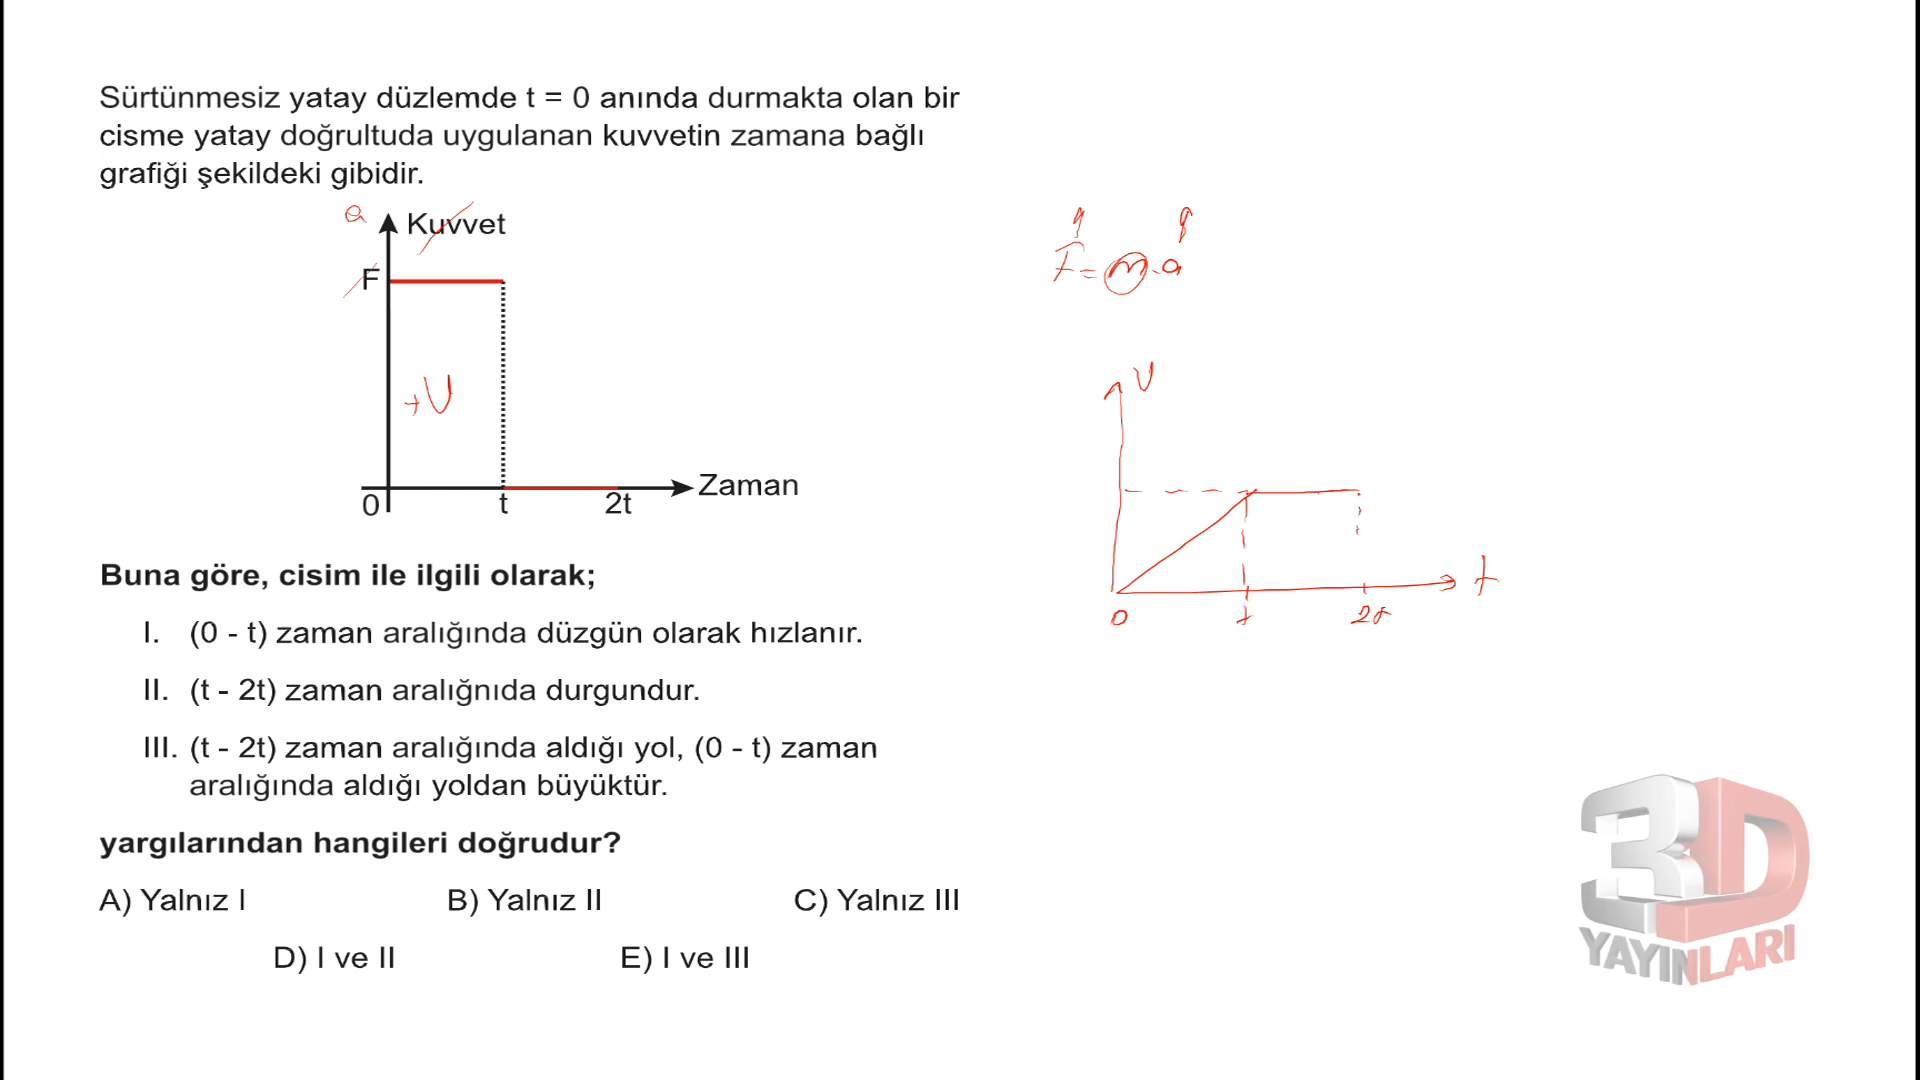 Sürtünmesiz yatay düzlemde t = 0 anında durmakta olan bir
cisme yatay doğrultuda uygulanan kuvvetin zamana bağlı
grafiği şekildeki gibidir.
a
Kuvvet
F
+V
0 t 2t Zaman
F = m.a
V
t
0 t 2t
Buna göre, cisim ile ilgili olarak;
I. (0 - t) zaman aralığında düzgün olarak hızlanır.
II. (t - 2t) zaman aralığnıda durgundur.
III. (t - 2t) zaman aralığında aldığı yol, (0 - t) zaman
aralığında aldığı yoldan büyüktür.
yargılarından hangileri doğrudur?
A) Yalnız I B) Yalnız II C) Yalnız III
D) I ve II E) I ve III
3D
YAYINLARI